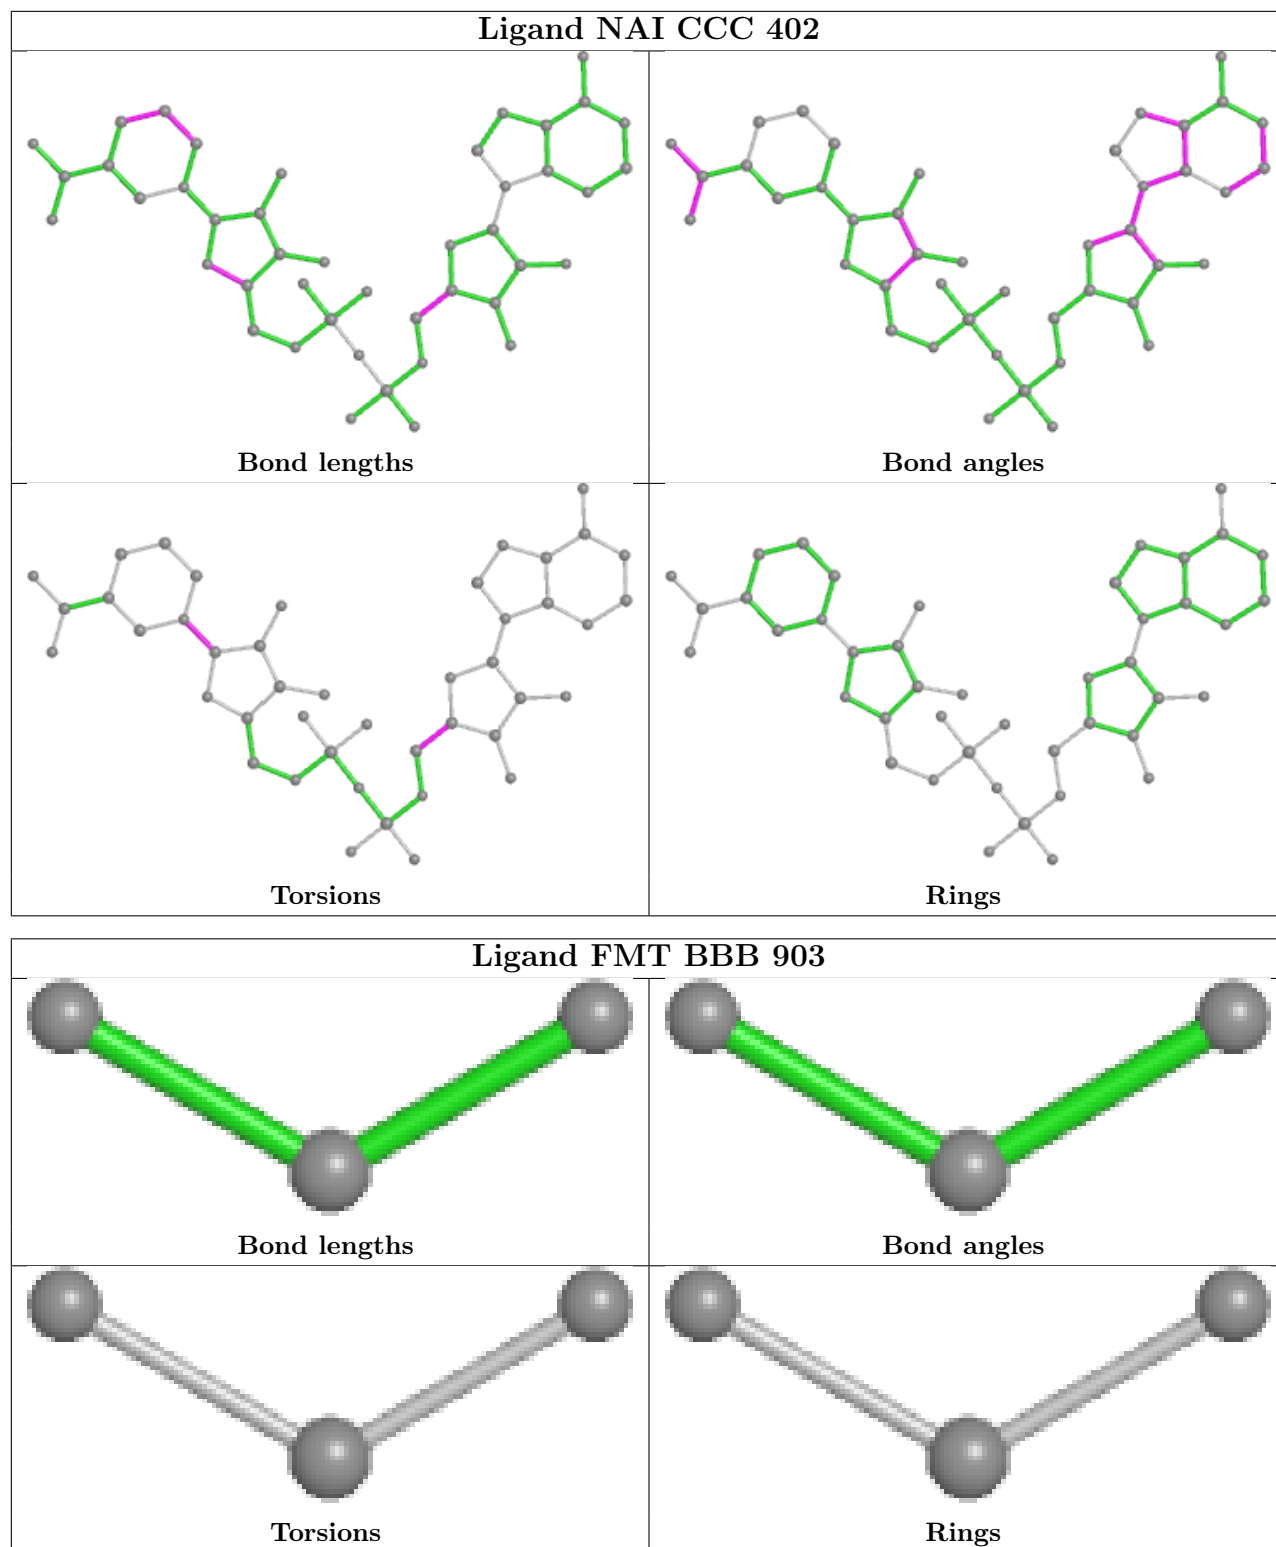 Ligand NAI CCC 402
Bond lengths
Bond angles
Torsions
Rings
Ligand FMT BBB 903
Bond lengths
Bond angles
Torsions
Rings